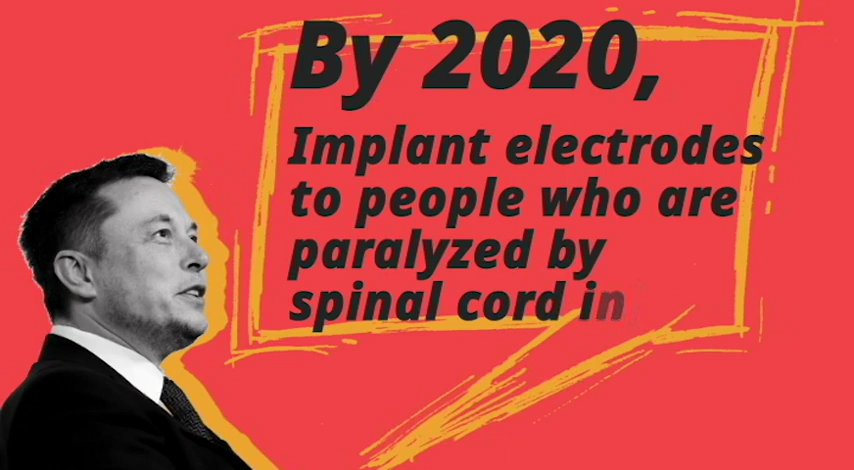 By 2020,
Implant electrodes
to people who are
paralyzed by
spinal cord in